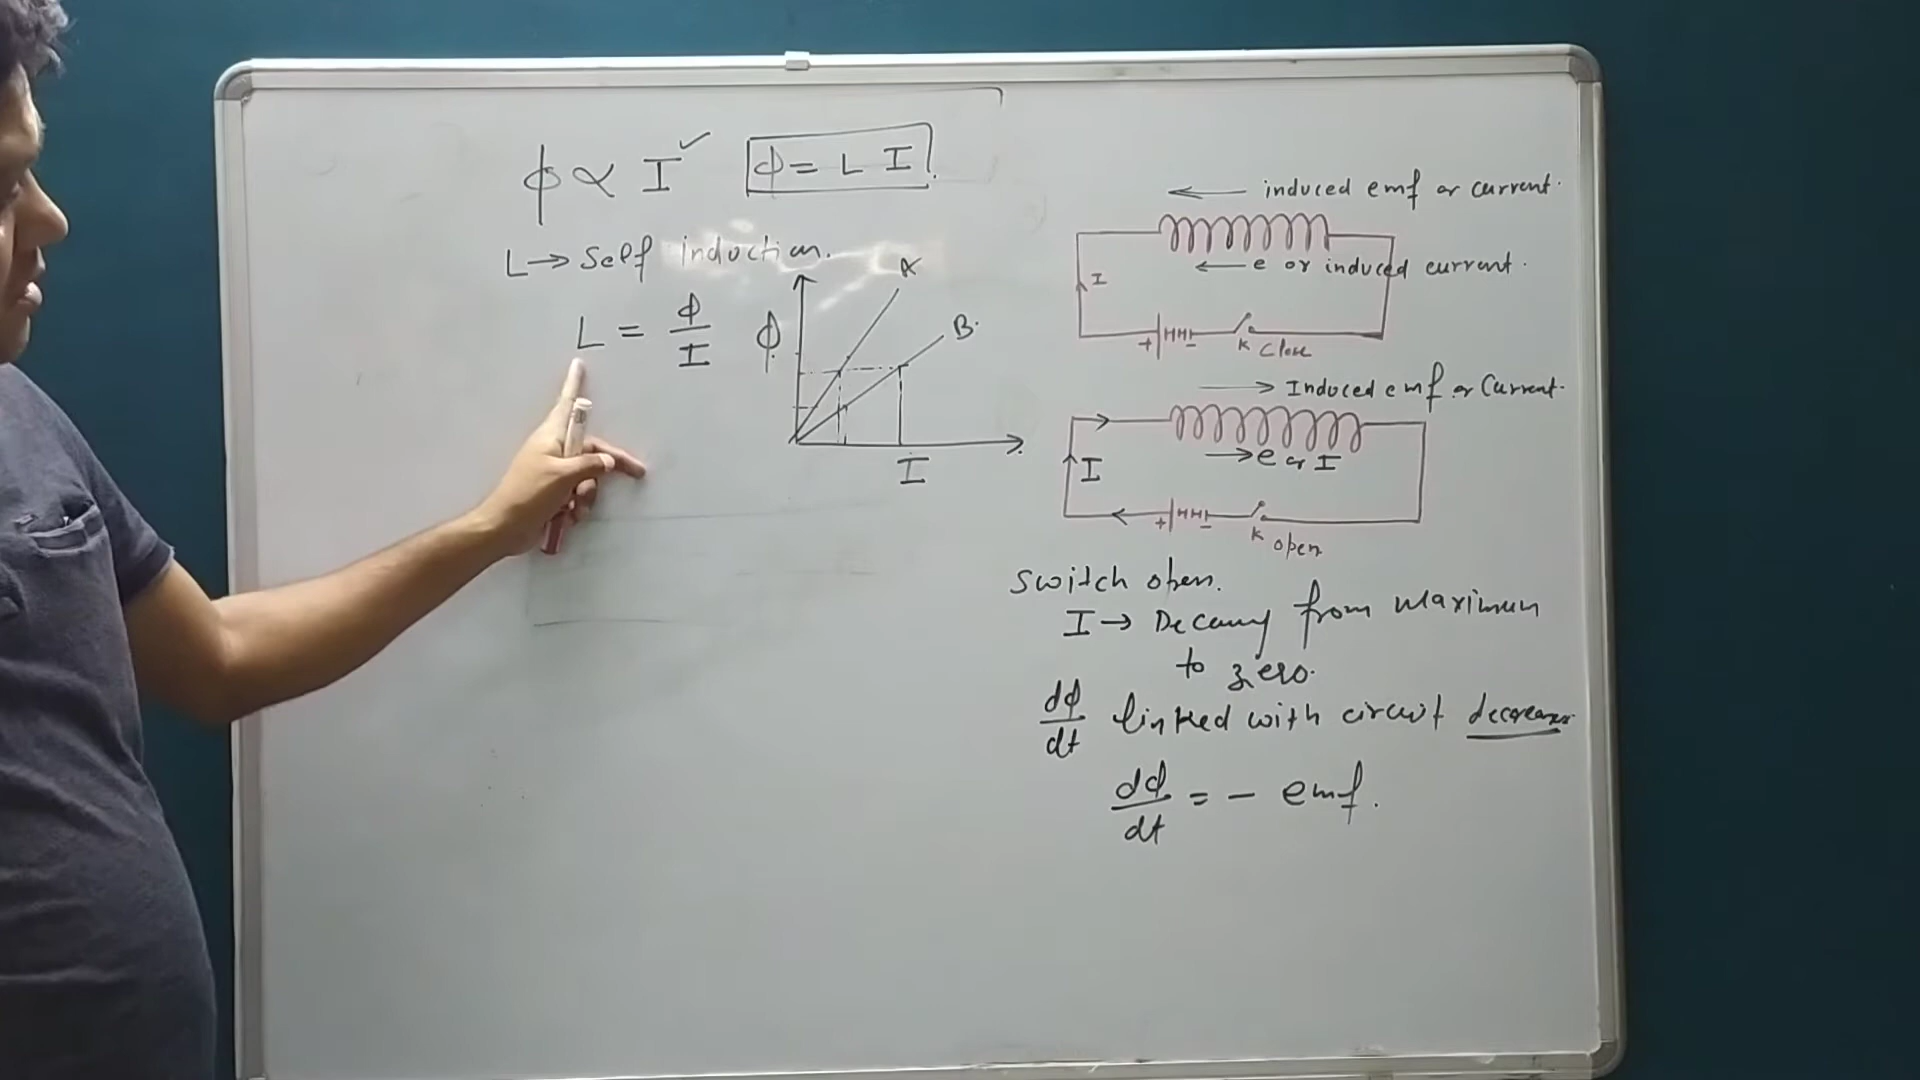 ϕ ∝ I ✓ ϕ = L I
L → Self induction.
L = ϕ / I
ϕ
B.
I
← induced emf or current.
← e or induced current.
I
+ -
K close
→ Induced emf or Current.
→ e or I
I
+ -
K open
Switch open.
I → Decay from maximum
to zero.
dϕ/dt linked with circuit decreases
dϕ/dt = - emf.